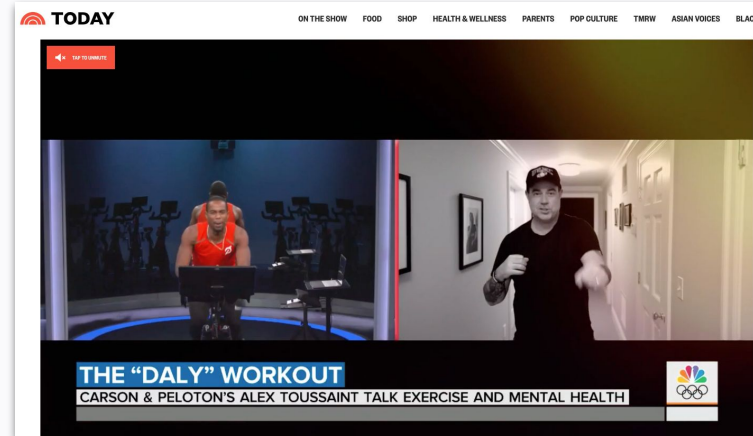 TODAY
ON THE SHOW FOOD SHOP HEALTH & WELLNESS PARENTS POP CULTURE TMRW ASIAN VOICES
TAP TO UNMUTE
THE “DALY” WORKOUT
CARSON & PELOTON'S ALEX TOUSSAINT TALK EXERCISE AND MENTAL HEALTH